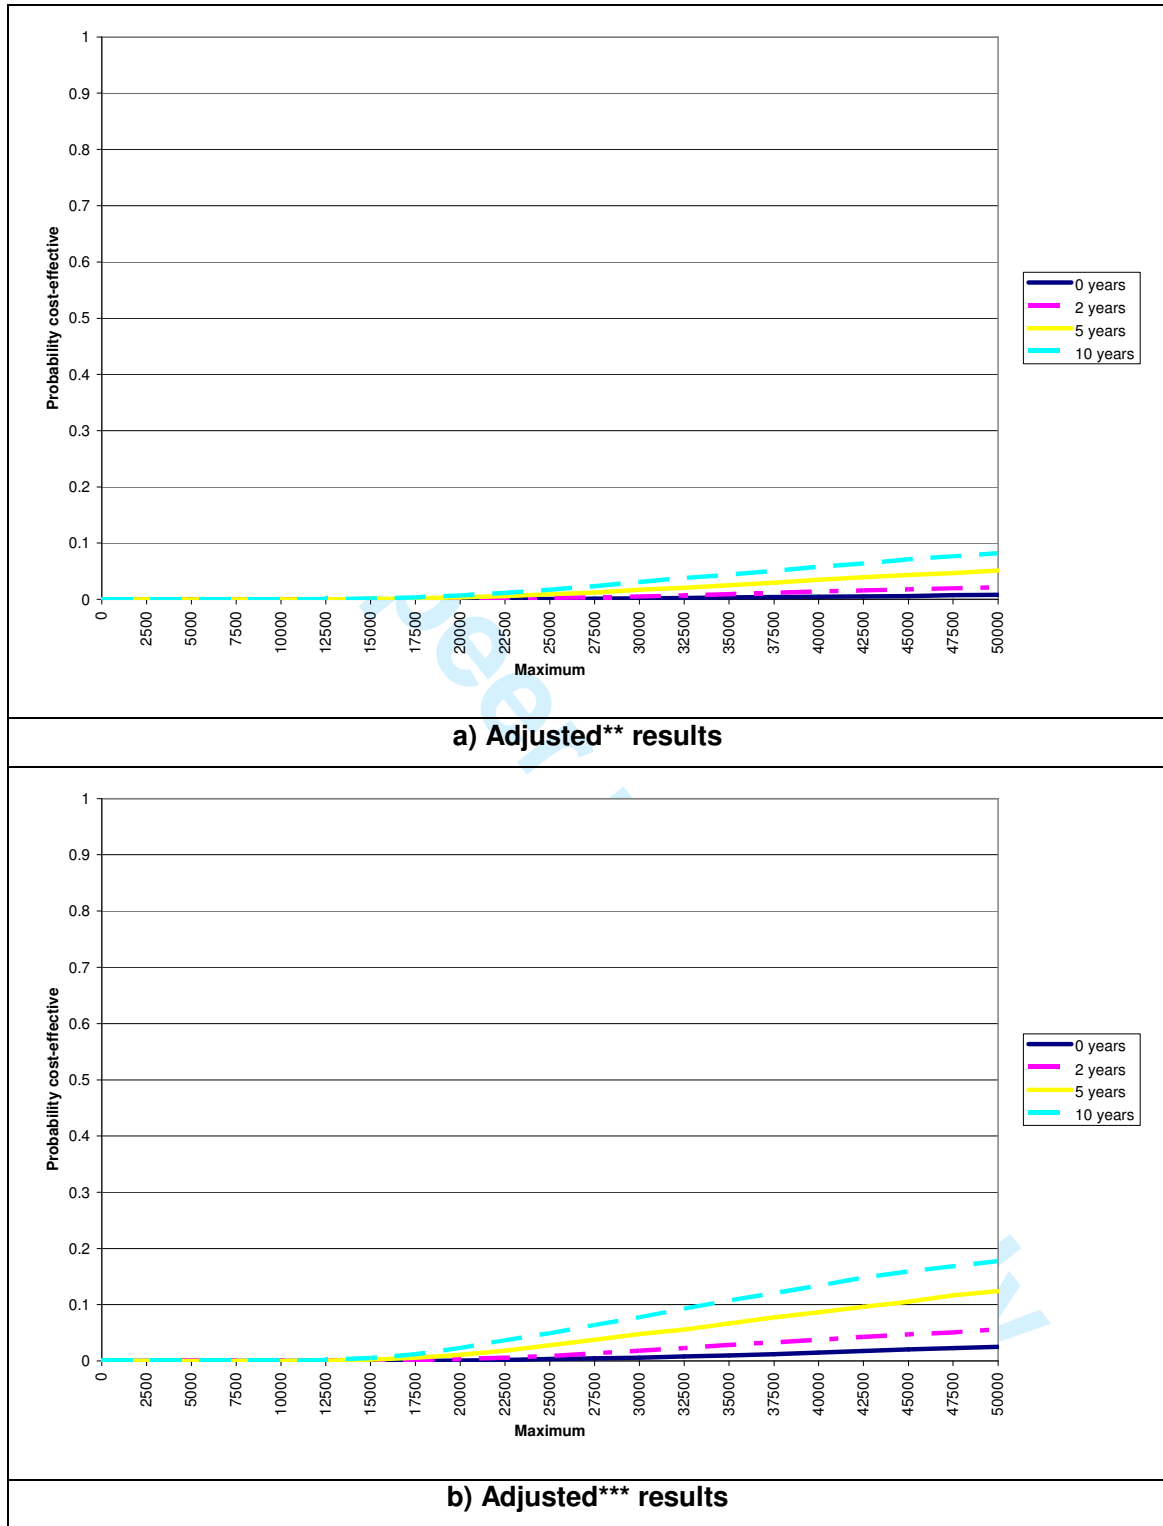 1
0.9
0.8
0.7
0.6
0.5
0.4
0.3
0.2
0.1
0
Probability cost-effective
0 2500 5000 7500 10000 12500 15000 17500 20000 22500 25000 27500 30000 32500 35000 37500 40000 42500 45000 47500 50000
Maximum
0 years
2 years
5 years
10 years
peer
a) Adjusted** results
1
0.9
0.8
0.7
0.6
0.5
0.4
0.3
0.2
0.1
0
Probability cost-effective
0 2500 5000 7500 10000 12500 15000 17500 20000 22500 25000 27500 30000 32500 35000 37500 40000 42500 45000 47500 50000
Maximum
0 years
2 years
5 years
10 years
b) Adjusted*** results